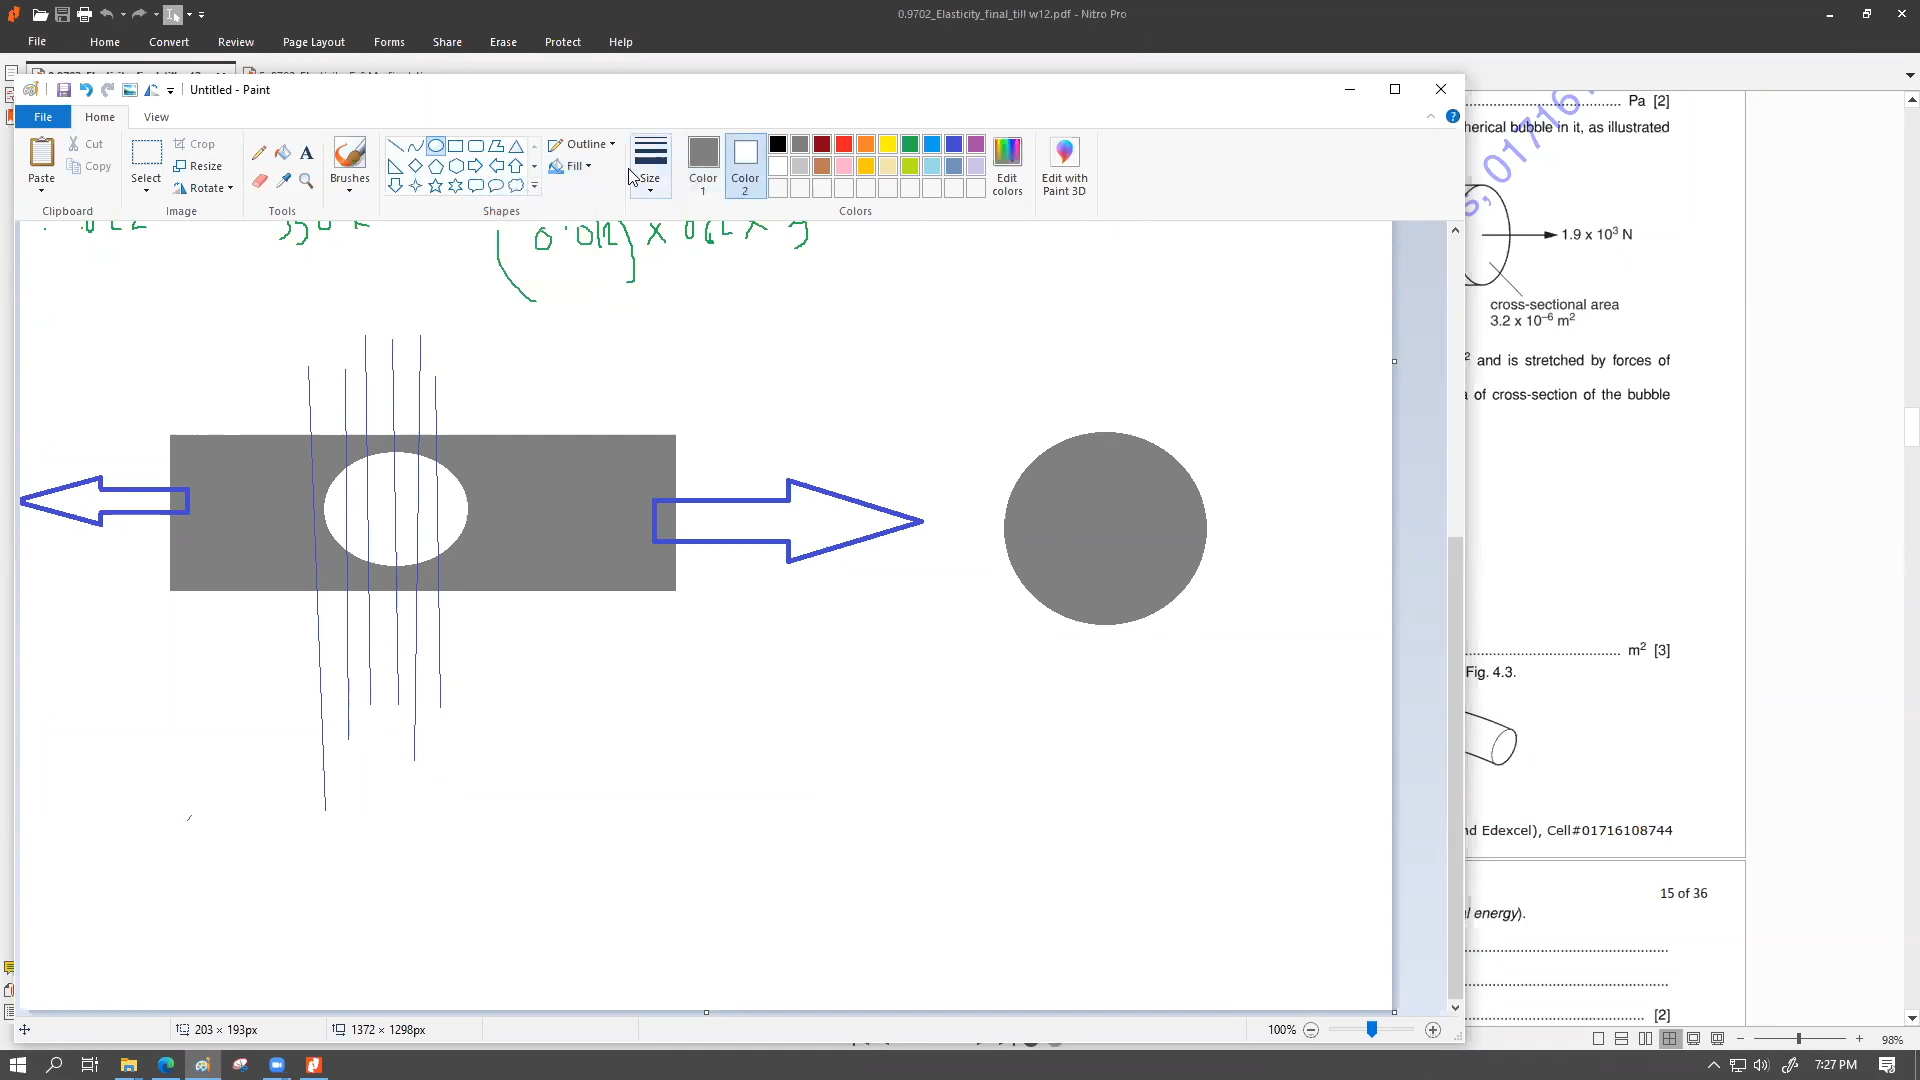 0.9702_Elasticity_final_till w12.pdf - Nitro Pro
File Home Convert Review Page Layout Forms Share Erase Protect Help
Untitled - Paint
File Home View
Paste
Cut
Copy
Clipboard
Select
Crop
Resize
Rotate
Image
Tools
Brushes
Shapes
Outline
Fill
Size
Color 1
Color 2
Colors
Edit colors
Edit with Paint 3D
(0.012)
Pa [2]
herical bubble in it, as illustrated
s, 01716
1.9 x 10³ N
cross-sectional area
3.2 x 10⁻⁶ m²
² and is stretched by forces of
of cross-section of the bubble
m² [3]
Fig. 4.3.
nd Edexcel), Cell#01716108744
15 of 36
energy).
[2]
203 × 193px
1372 × 1298px
100%
98%
7:27 PM